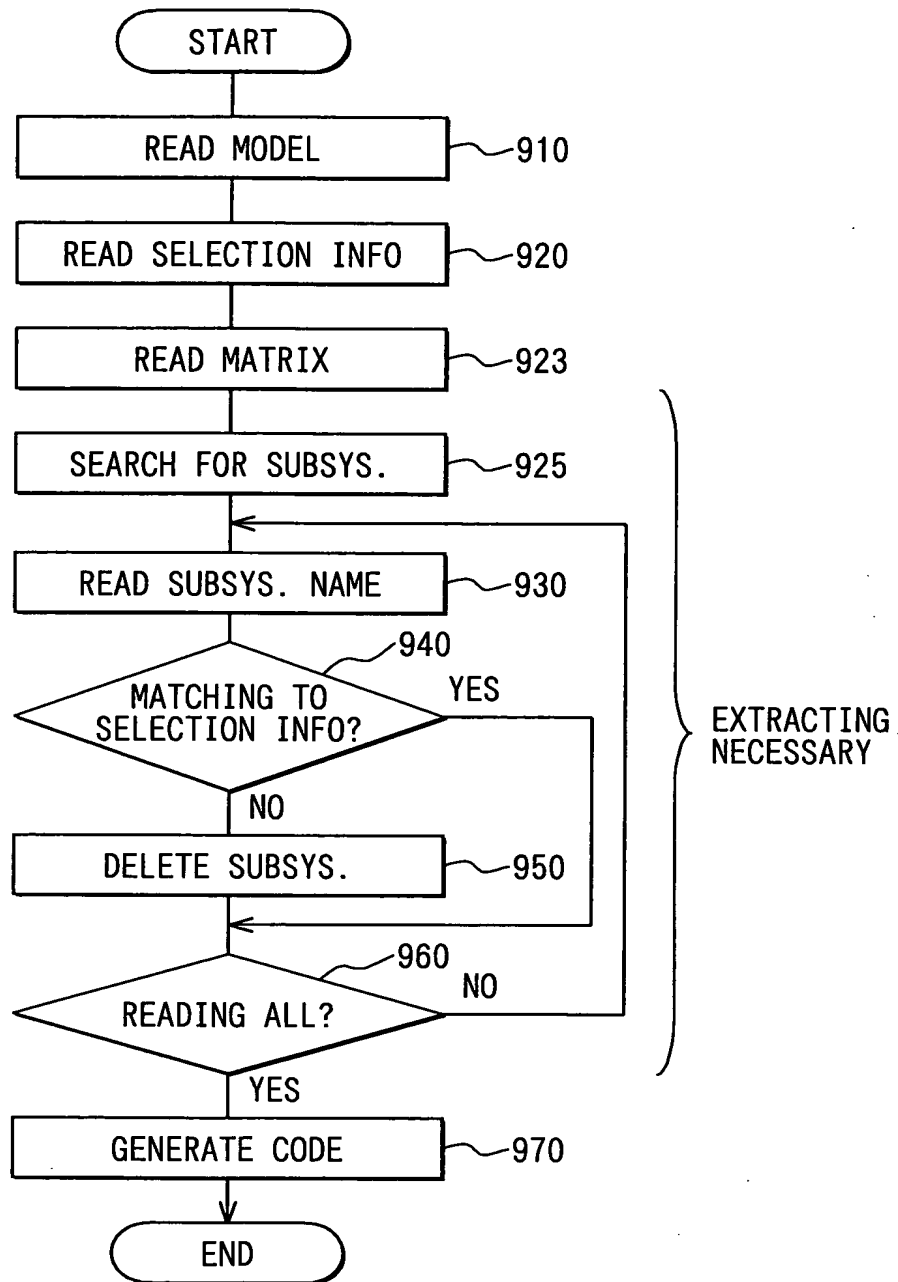 START
READ MODEL
910
READ SELECTION INFO
920
READ MATRIX
923
SEARCH FOR SUBSYS.
925
READ SUBSYS. NAME
930
940
MATCHING TO
SELECTION INFO?
YES
NO
EXTRACTING
NECESSARY
DELETE SUBSYS.
950
960
READING ALL?
NO
YES
GENERATE CODE
970
END